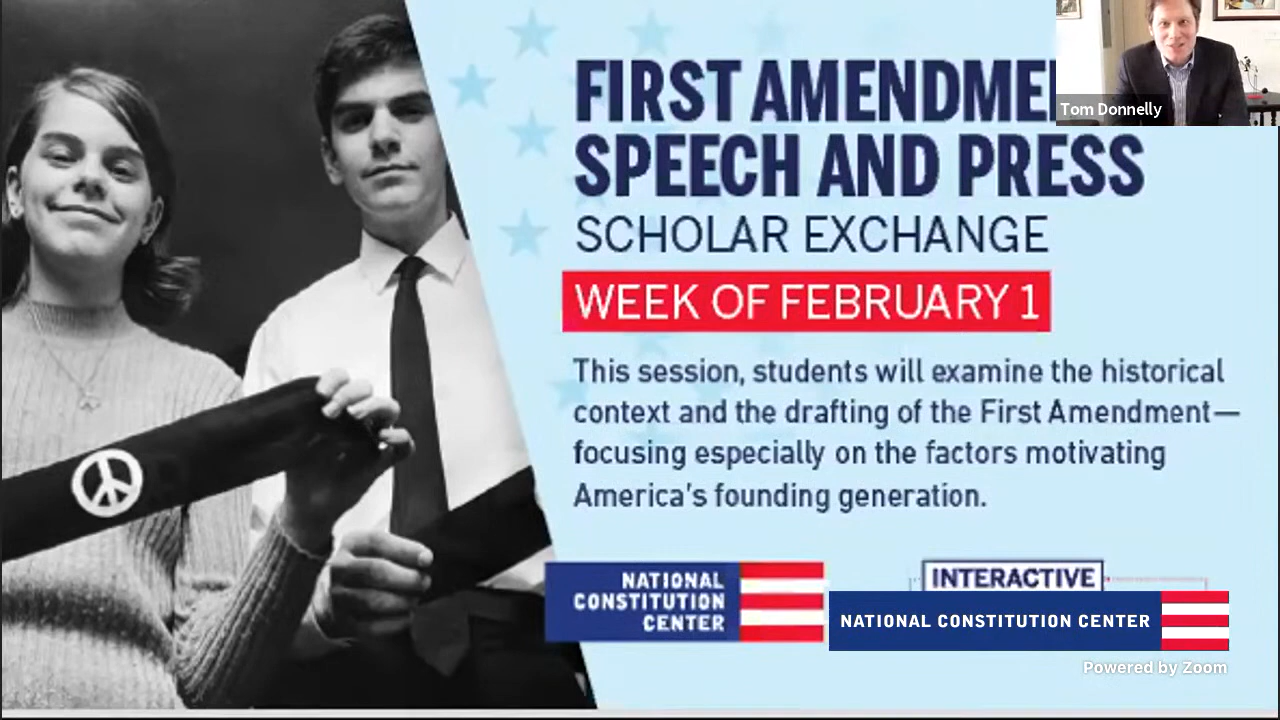 FIRST AMENDME
Tom Donnelly
SPEECH AND PRESS
SCHOLAR EXCHANGE
WEEK OF FEBRUARY 1
This session, students will examine the historical
context and the drafting of the First Amendment—
focusing especially on the factors motivating
America's founding generation.
NATIONAL
CONSTITUTION
CENTER
INTERACTIVE
NATIONAL CONSTITUTION CENTER
Powered by Zoom